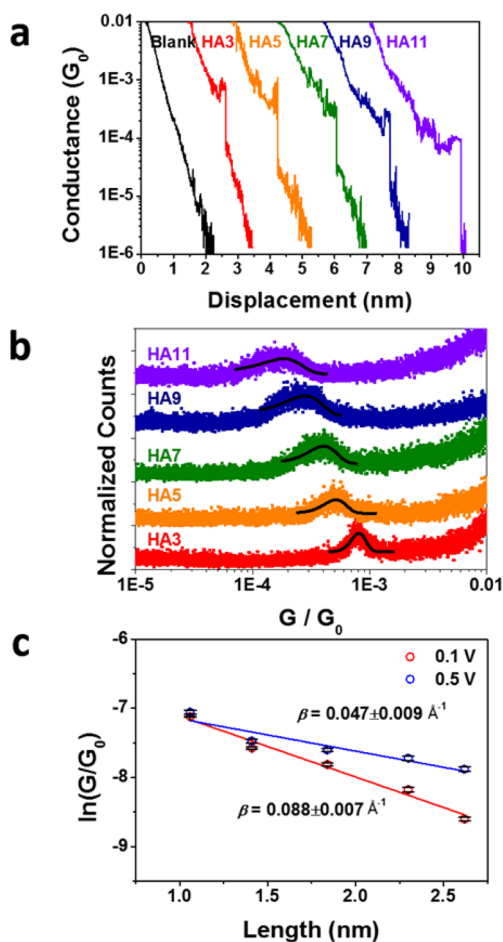 a
Conductance (G0)
0.01
1E-3
1E-4
1E-5
1E-6
Blank HA3 HA5 HA7 HA9 HA11
0 1 2 3 4 5 6 7 8 9 10
Displacement (nm)
b
Normalized Counts
HA11
HA9
HA7
HA5
HA3
1E-5 1E-4 1E-3 0.01
G / G0
c
ln(G/G0)
-6
-7
-8
-9
0.1 V
0.5 V
β = 0.047±0.009 Å-1
β = 0.088±0.007 Å-1
1.0 1.5 2.0 2.5
Length (nm)